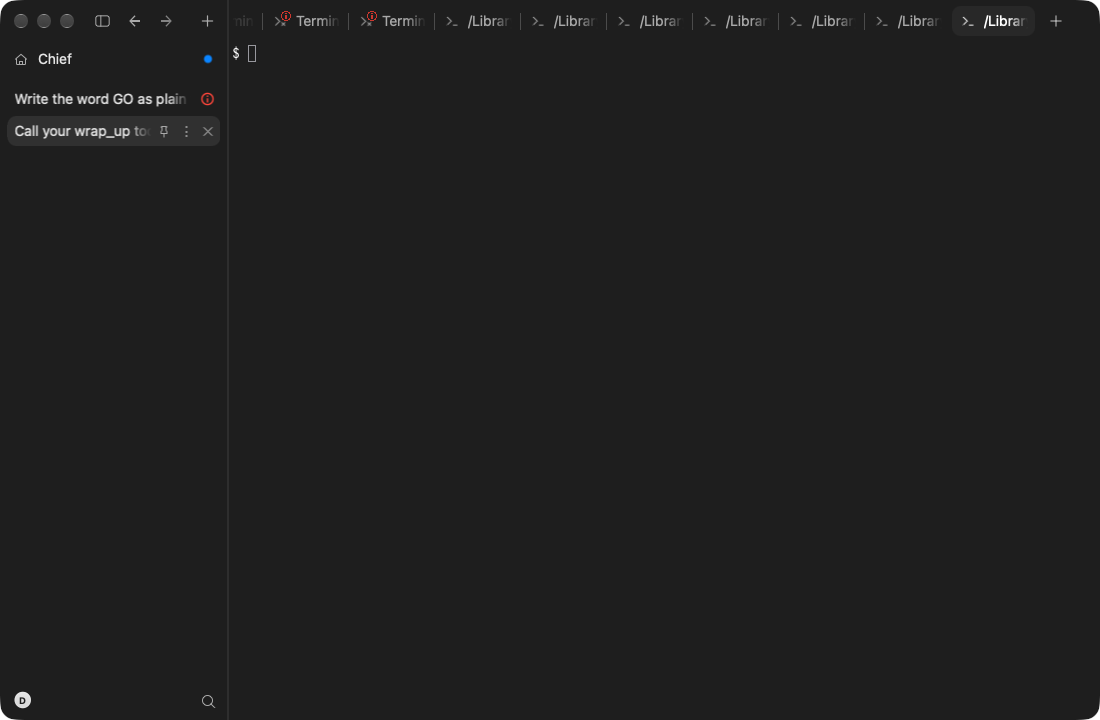 Termin
Termin
/Librar
/Librar
/Librar
/Librar
/Librar
/Librar
/Librar
Chief
$
Write the word GO as plain
Call your wrap_up too
D